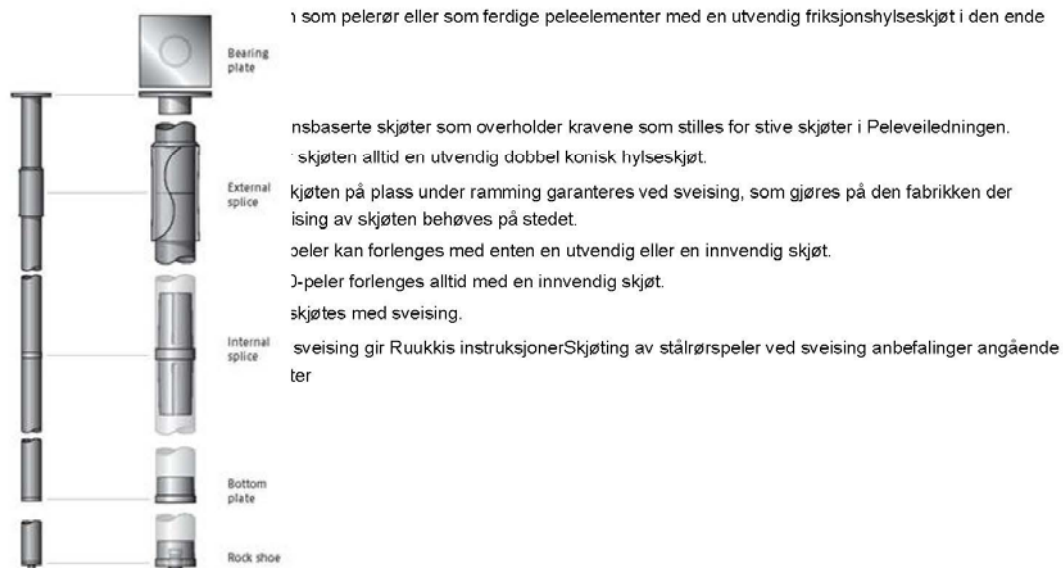 som pelerør eller som ferdige peleelementer med en utvendig friksjonshylseskjøt i den ende
Bearing
plate
nsbaserte skjøter som overholder kravene som stilles for stive skjøter i Peleveiledningen.
skjøten alltid en utvendig dobbel konisk hylseskjøt.
External
splice
kjøten på plass under ramming garanteres ved sveising, som gjøres på den fabrikken der
ising av skjøten behøves på stedet.
peler kan forlenges med enten en utvendig eller en innvendig skjøt.
-peler forlenges alltid med en innvendig skjøt.
skjøtes med sveising.
Internal
splice
sveising gir Ruukkis instruksjonerSkjøting av stålrørspeler ved sveising anbefalinger angående
ter
Bottom
plate
Rock shoe